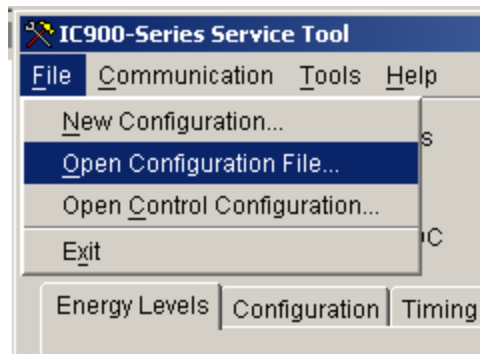 IC900-Series Service Tool
File Communication Tools Help
New Configuration...
s
Open Configuration File...
Open Control Configuration...
Exit
Energy Levels Configuration Timing